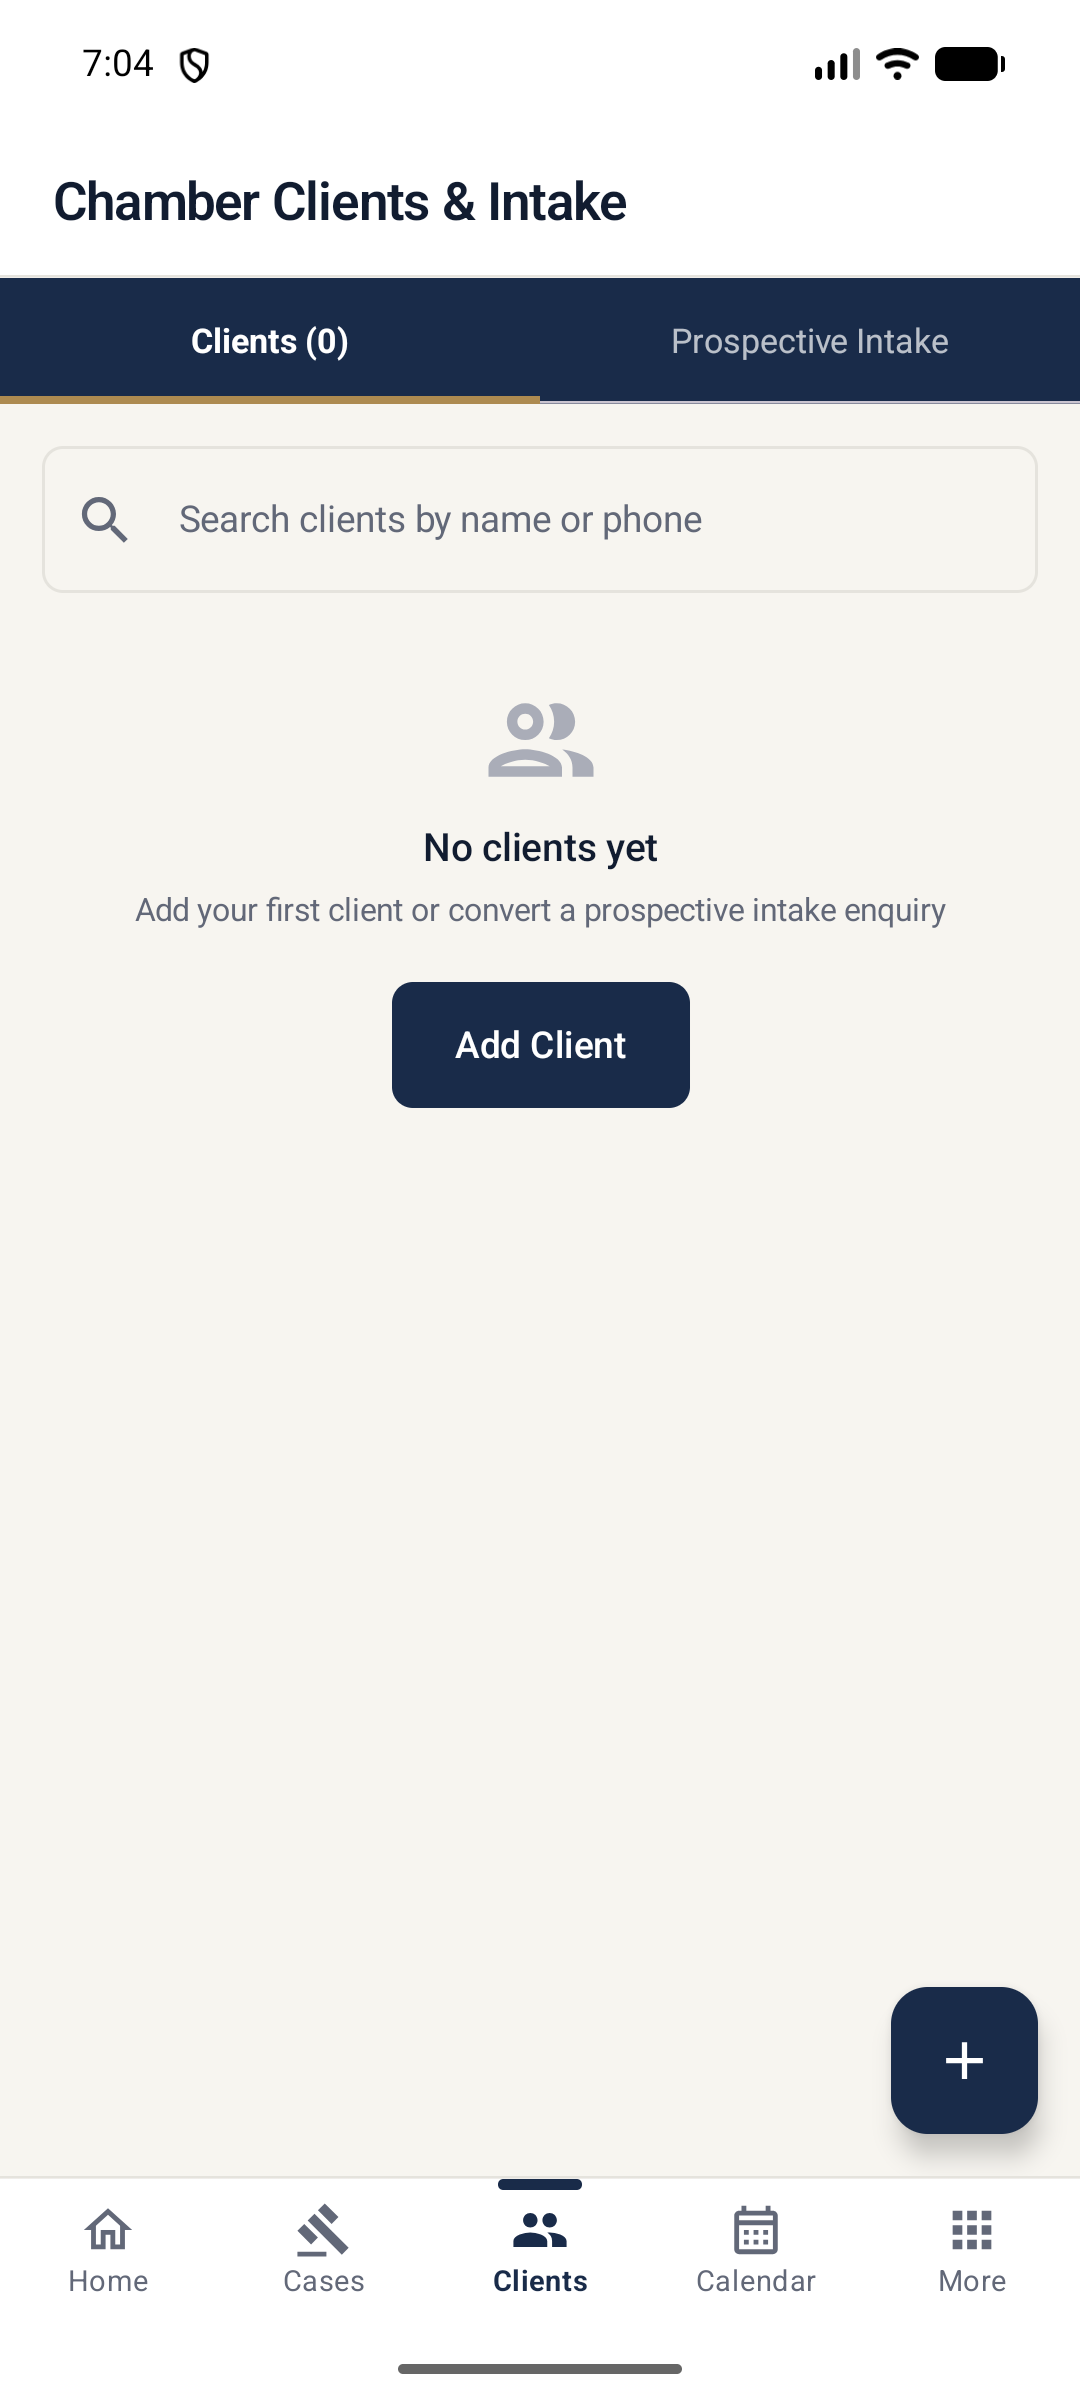 7:04
Chamber Clients & Intake
Clients (0)
Prospective Intake
Search clients by name or phone
No clients yet
Add your first client or convert a prospective intake enquiry
Add Client
Home
Cases
Clients
Calendar
More